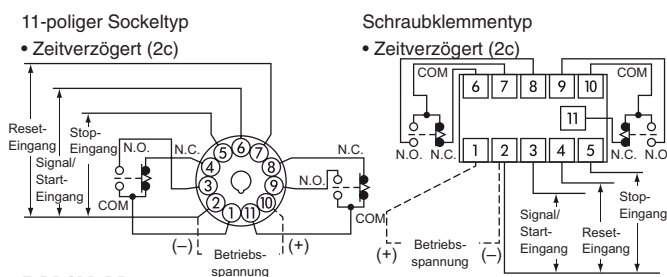 11-poliger Sockeltyp
• Zeitverzögert (2c)
Reset-
Eingang
Signal/
Start-
Eingang
Stop-
Eingang
N.O.
N.C.
COM
5 6 7
4 8
3 9
2 10
1 11
N.C.
N.O.
COM
(–) Betriebs-
spannung (+)
Schraubklemmentyp
• Zeitverzögert (2c)
COM
6 7 8 9 10
COM
11
N.O. N.C.
1 2 3 4 5
N.C. N.O.
(+) Betriebs-
spannung (–)
Signal/
Start-
Eingang
Reset-
Eingang
Stop-
Eingang